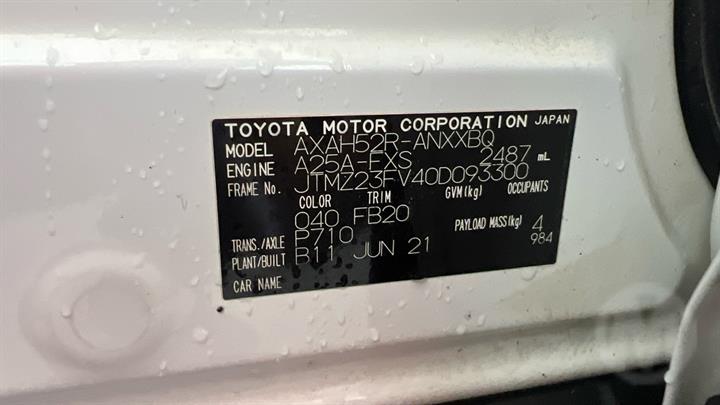 TOYOTA MOTOR CORPORATION JAPAN
MODEL AXAH52R-ANXXBQ
ENGINE A25A-FXS 2487 mL
FRAME No. JTMZ23FV40D093300
COLOR TRIM GVM(kg) OCCUPANTS
040 FB20 4
TRANS./AXLE P710 PAYLOAD MASS(kg) 984
PLANT/BUILT B11 JUN 21
CAR NAME